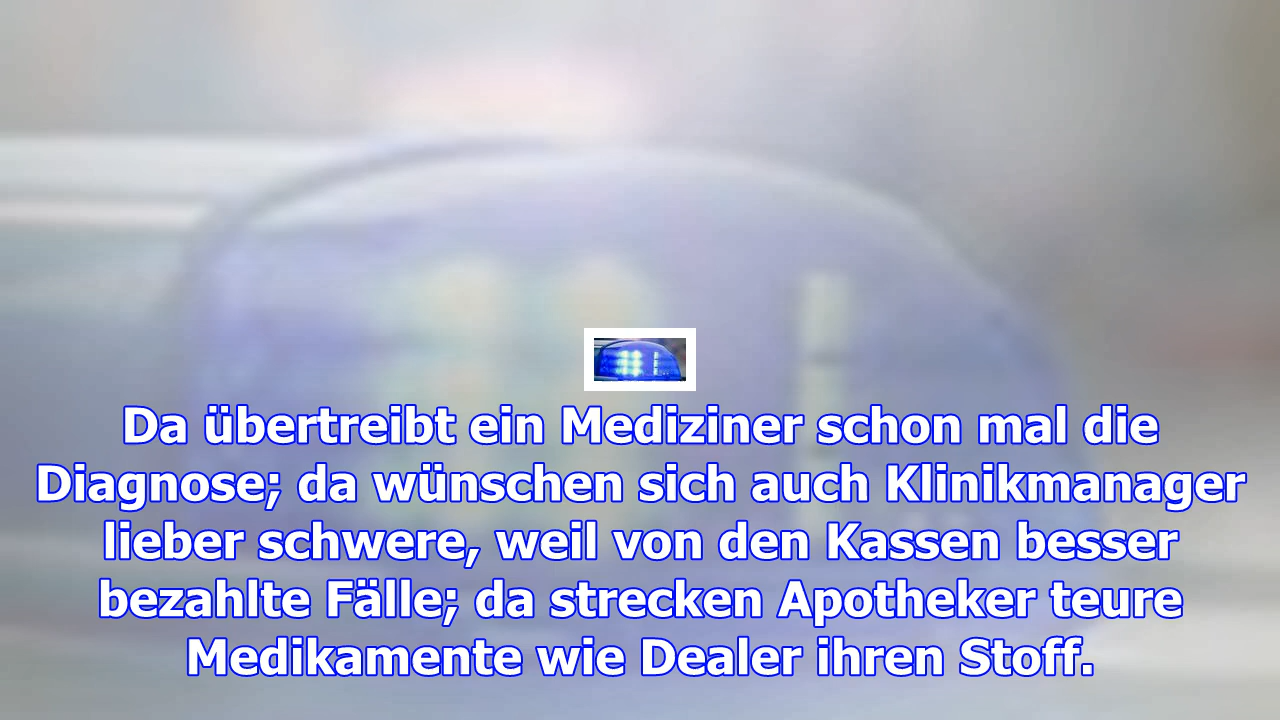 Da übertreibt ein Mediziner schon mal die
Diagnose; da wünschen sich auch Klinikmanager
lieber schwere, weil von den Kassen besser
bezahlte Fälle; da strecken Apotheker teure
Medikamente wie Dealer ihren Stoff.